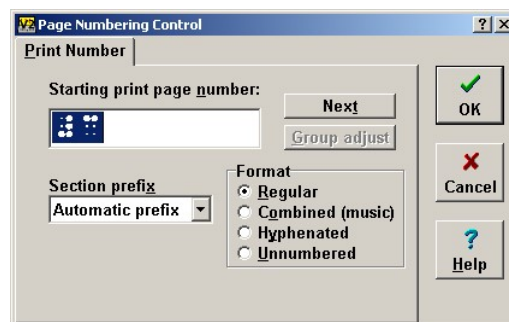 Page Numbering Control
Print Number
Starting print page number:
Next
Group adjust
Section prefix
Automatic prefix
Format
Regular
Combined (music)
Hyphenated
Unnumbered
OK
Cancel
Help